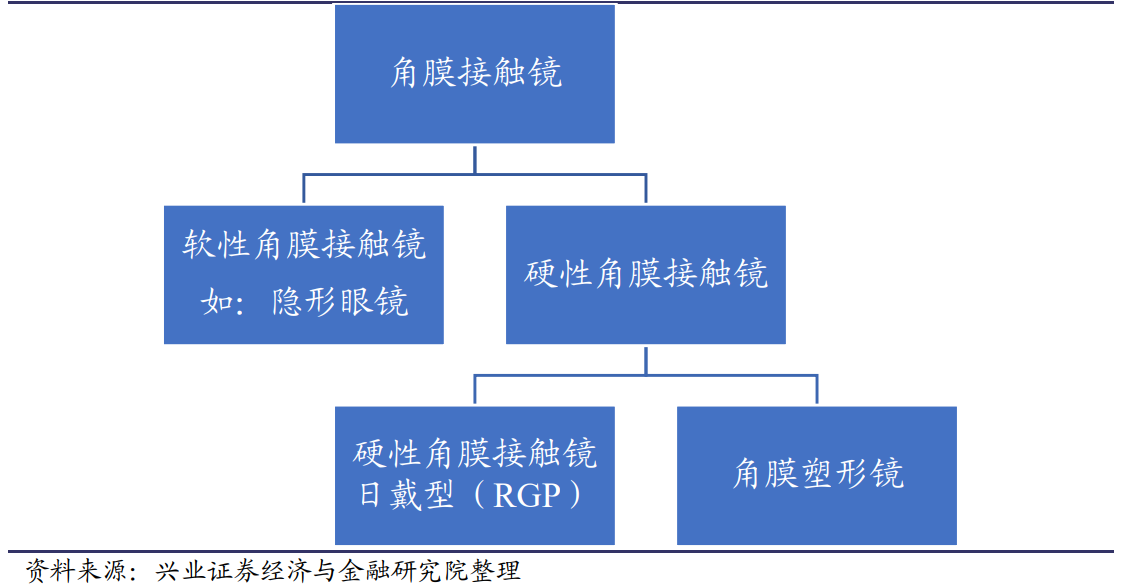 角膜接触镜
软性角膜接触镜
如：隐形眼镜
硬性角膜接触镜
硬性角膜接触镜
日戴型（RGP）
角膜塑形镜
资料来源：兴业证券经济与金融研究院整理